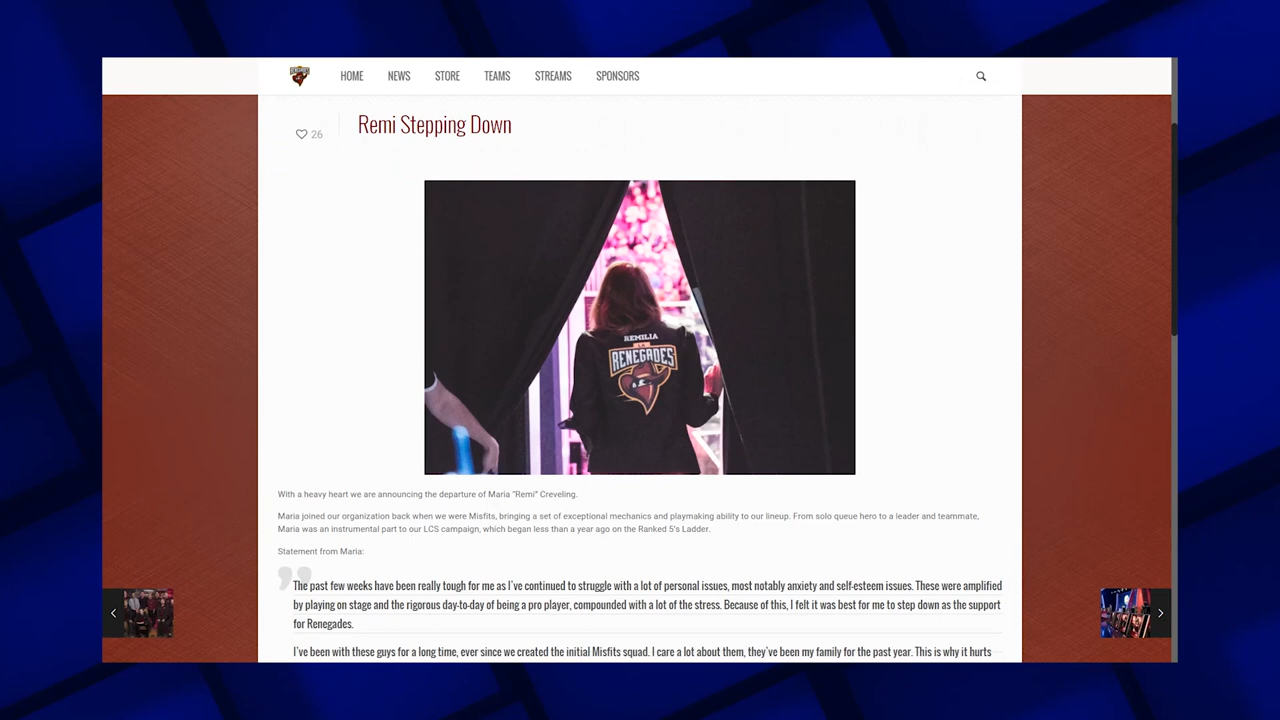 HOME NEWS STORE TEAMS STREAMS SPONSORS
26
Remi Stepping Down
REMILIA
RENEGADES
With a heavy heart we are announcing the departure of Maria "Remi" Creveling.
Maria joined our organization back when we were Misfits, bringing a set of exceptional mechanics and playmaking ability to our lineup. From solo queue hero to a leader and teammate,
Maria was an instrumental part to our LCS campaign, which began less than a year ago on the Ranked 5's Ladder.
Statement from Maria:
The past few weeks have been really tough for me as I've continued to struggle with a lot of personal issues, most notably anxiety and self-esteem issues. These were amplified
by playing on stage and the rigorous day-to-day of being a pro player, compounded with a lot of the stress. Because of this, I felt it was best for me to step down as the support
for Renegades.
I've been with these guys for a long time, ever since we created the initial Misfits squad. I care a lot about them, they've been my family for the past year. This is why it hurts